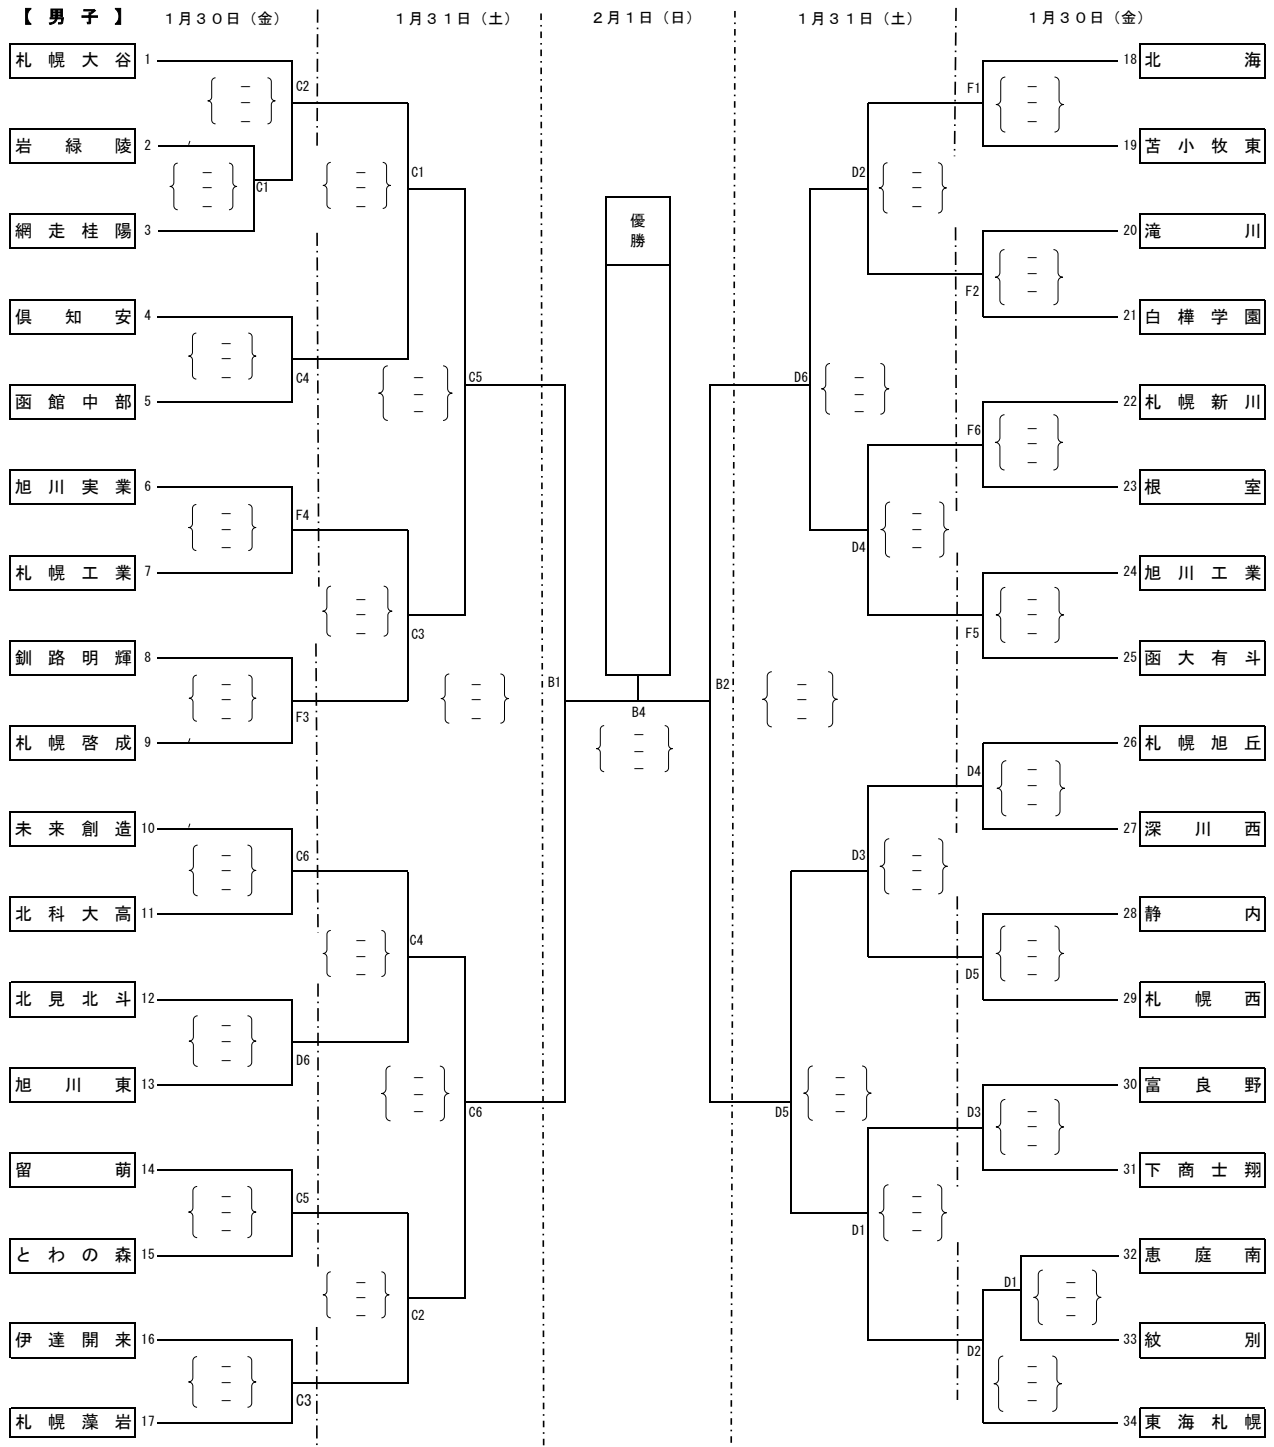 【 男 子 】 1月30日(金) 1月31日(土) 2月1日(日) 1月31日(土) 1月30日(金)
札幌大谷 1
C2
岩緑陵 2
C1
網走桂陽 3
C1
倶知安 4
C4
函館中部 5
C5
旭川実業 6
F4
札幌工業 7
C3
釧路明輝 8
F3
札幌啓成 9
B1
未来創造 10
C6
北科大高 11
C4
北見北斗 12
D6
旭川東 13
C6
留萌 14
C5
とわの森 15
C2
伊達開来 16
C3
札幌藻岩 17
優
勝
B4
18 北海
F1
19 苫小牧東
D2
20 滝川
F2
21 白樺学園
D6
22 札幌新川
F6
23 根室
D4
24 旭川工業
F5
25 函大有斗
B2
26 札幌旭丘
D4
27 深川西
D3
28 静内
D5
29 札幌西
D5
30 富良野
D3
31 下商士翔
D1
32 恵庭南
D1
33 紋別
D2
34 東海札幌